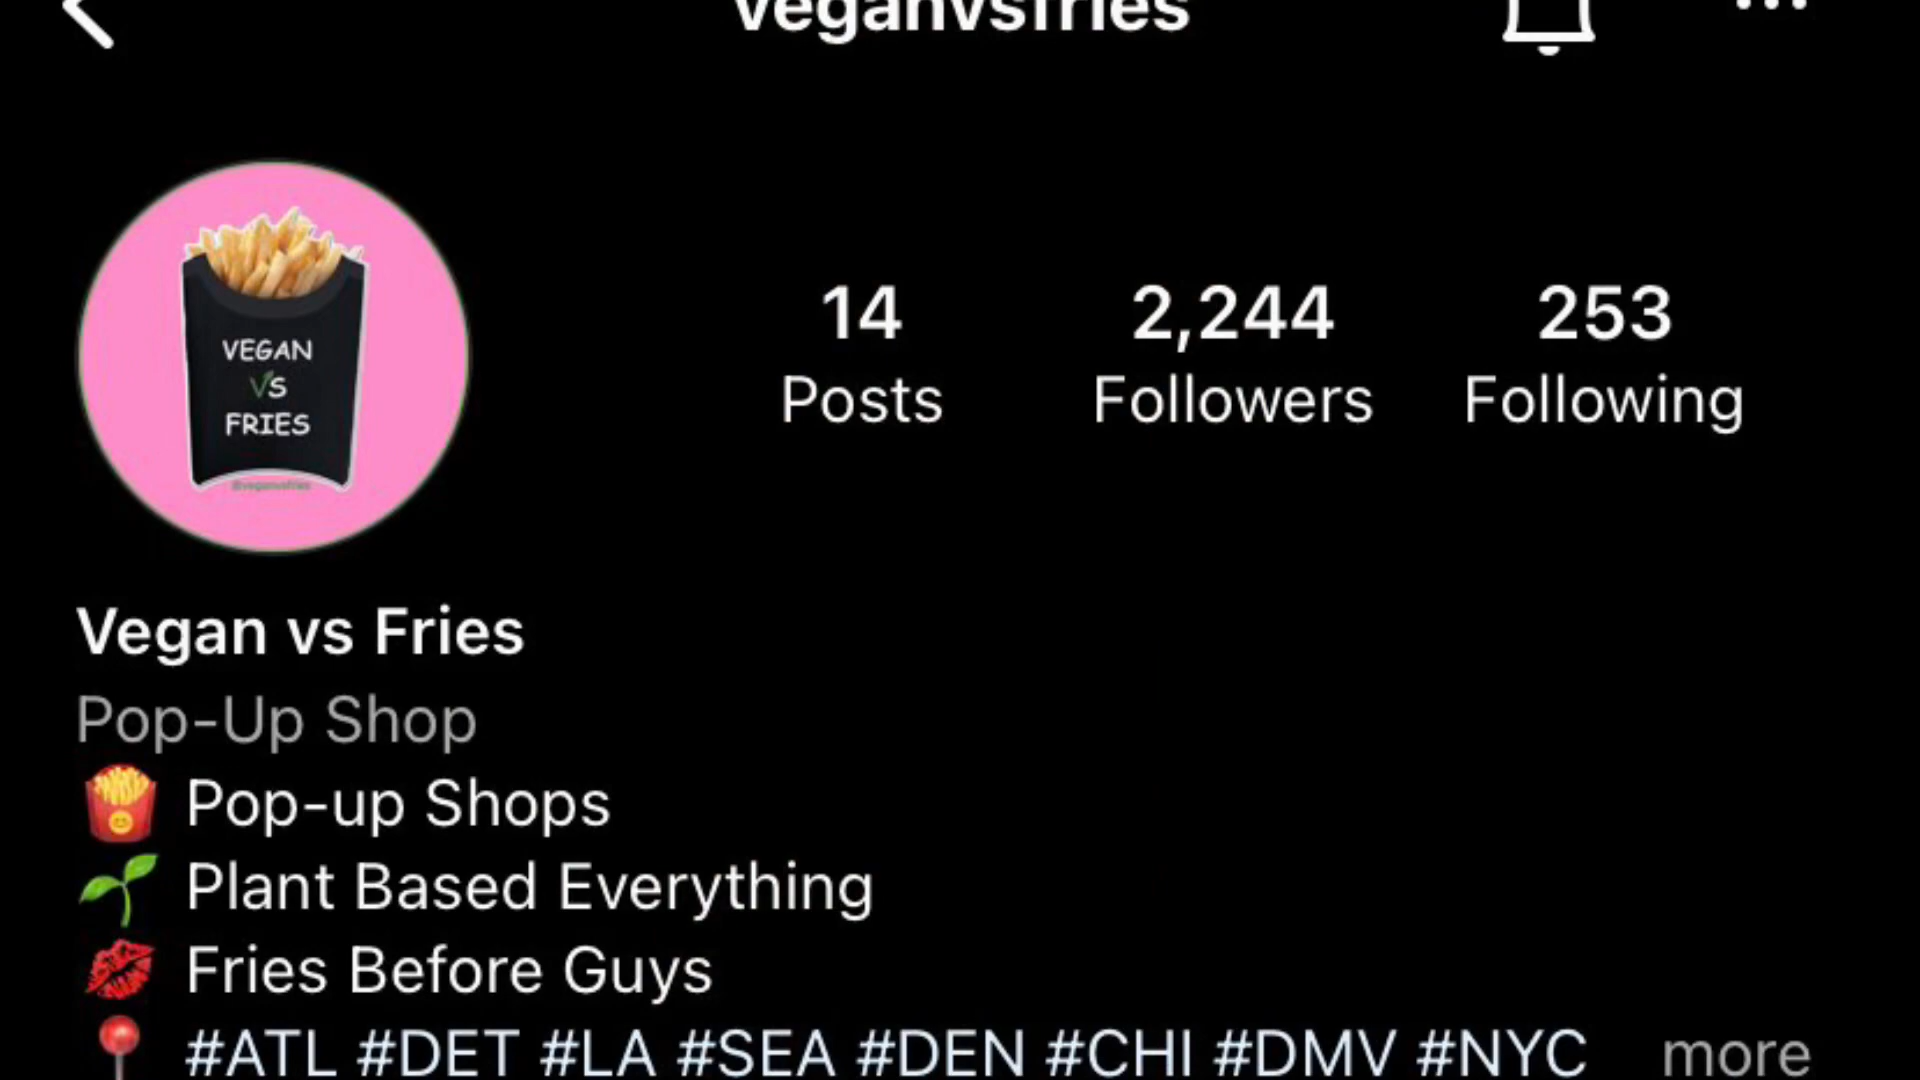 veganvsfries
VEGAN
VS
FRIES
@veganvsfries
14
Posts
2,244
Followers
253
Following
Vegan vs Fries
Pop-Up Shop
Pop-up Shops
Plant Based Everything
Fries Before Guys
#ATL #DET #LA #SEA #DEN #CHI #DMV #NYC more